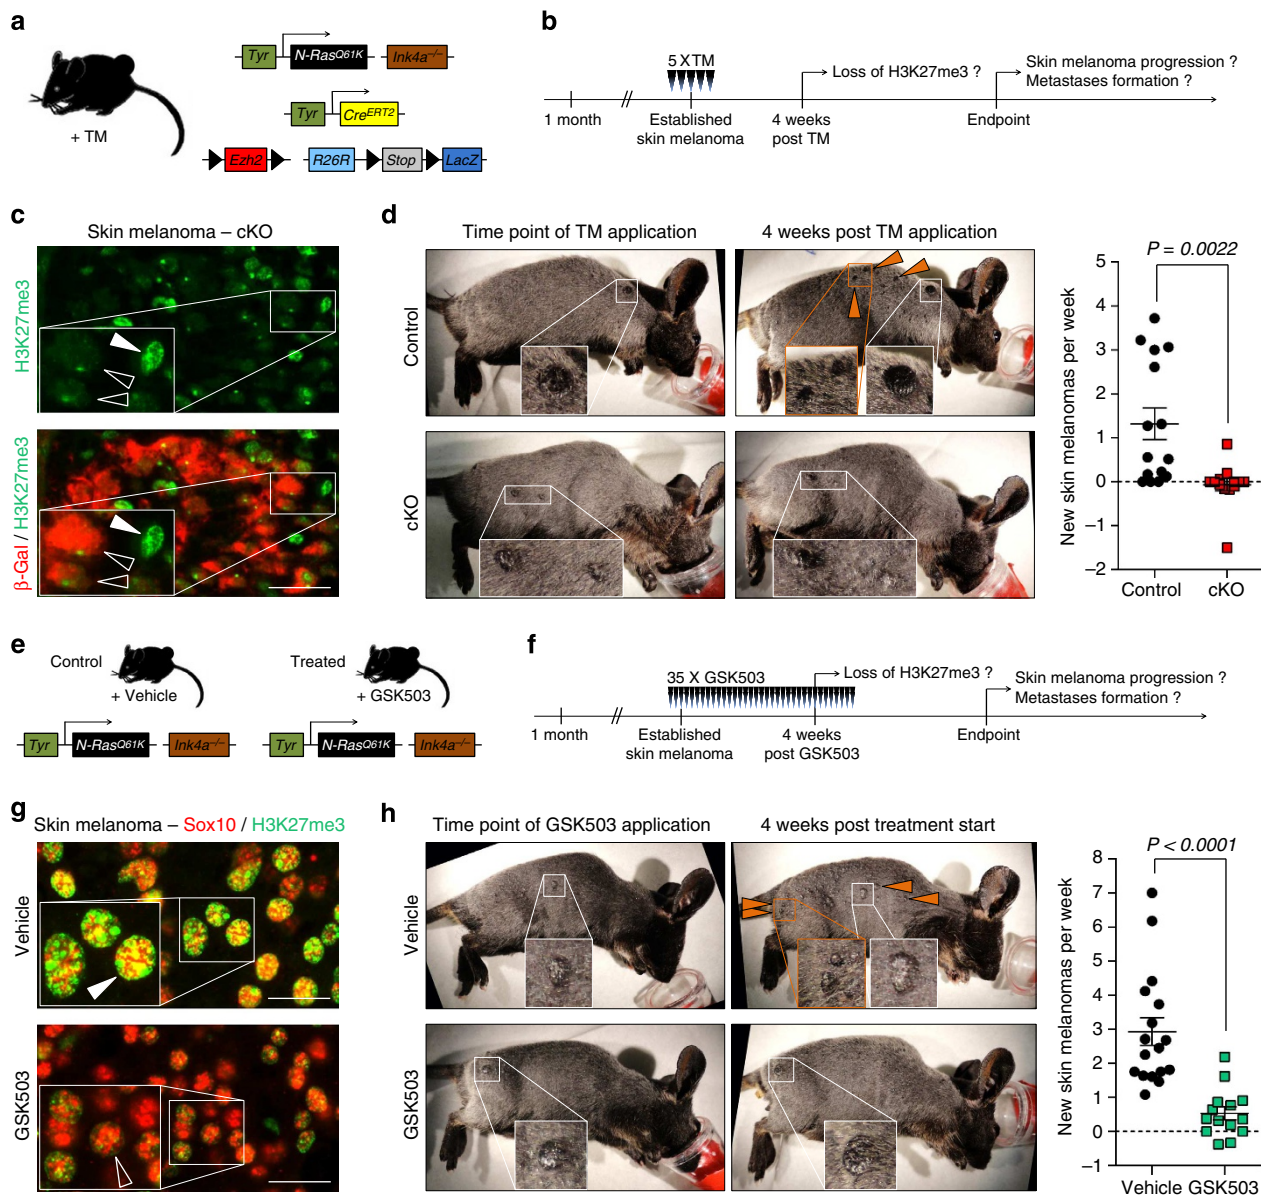 a
Tyr
N-RasQ61K
Ink4a–/–
Tyr
CreERT2
+ TM
Ezh2
R26R
Stop
LacZ
b
5 X TM
Loss of H3K27me3 ?
Skin melanoma progression ?
Metastases formation ?
1 month
Established
skin melanoma
4 weeks
post TM
Endpoint
c
Skin melanoma – cKO
H3K27me3
β-Gal / H3K27me3
d
Time point of TM application
4 weeks post TM application
Control
cKO
P = 0.0022
New skin melanomas per week
5
4
3
2
1
0
–1
–2
Control
cKO
e
Control
+ Vehicle
Treated
+ GSK503
Tyr
N-RasQ61K
Ink4a–/–
Tyr
N-RasQ61K
Ink4a–/–
f
35 X GSK503
Loss of H3K27me3 ?
Skin melanoma progression ?
Metastases formation ?
1 month
Established
skin melanoma
4 weeks
post GSK503
Endpoint
g
Skin melanoma – Sox10 / H3K27me3
Vehicle
GSK503
h
Time point of GSK503 application
4 weeks post treatment start
Vehicle
GSK503
P < 0.0001
New skin melanomas per week
8
7
6
5
4
3
2
1
0
–1
Vehicle GSK503